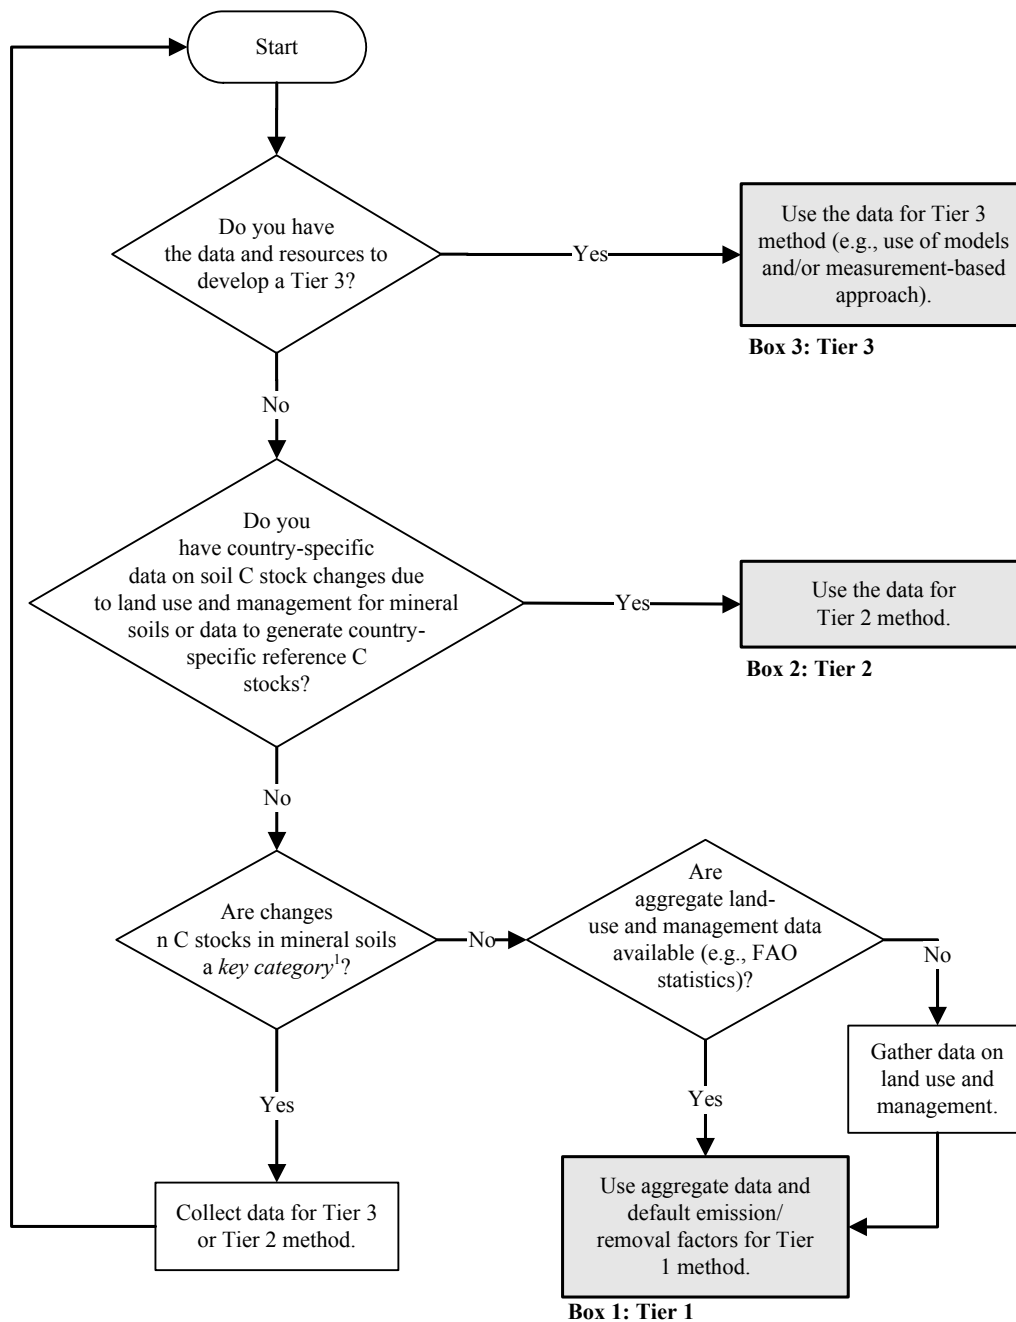 Start
Do you have
the data and resources to
develop a Tier 3?
Yes
Use the data for Tier 3
method (e.g., use of models
and/or measurement-based
approach).
Box 3: Tier 3
No
Do you
have country-specific
data on soil C stock changes due
to land use and management for mineral
soils or data to generate country-
specific reference C
stocks?
Yes
Use the data for
Tier 2 method.
Box 2: Tier 2
No
Are changes
n C stocks in mineral soils
a key category¹?
No
Are
aggregate land-
use and management data
available (e.g., FAO
statistics)?
No
Gather data on
land use and
management.
Yes
Yes
Collect data for Tier 3
or Tier 2 method.
Use aggregate data and
default emission/
removal factors for Tier
1 method.
Box 1: Tier 1